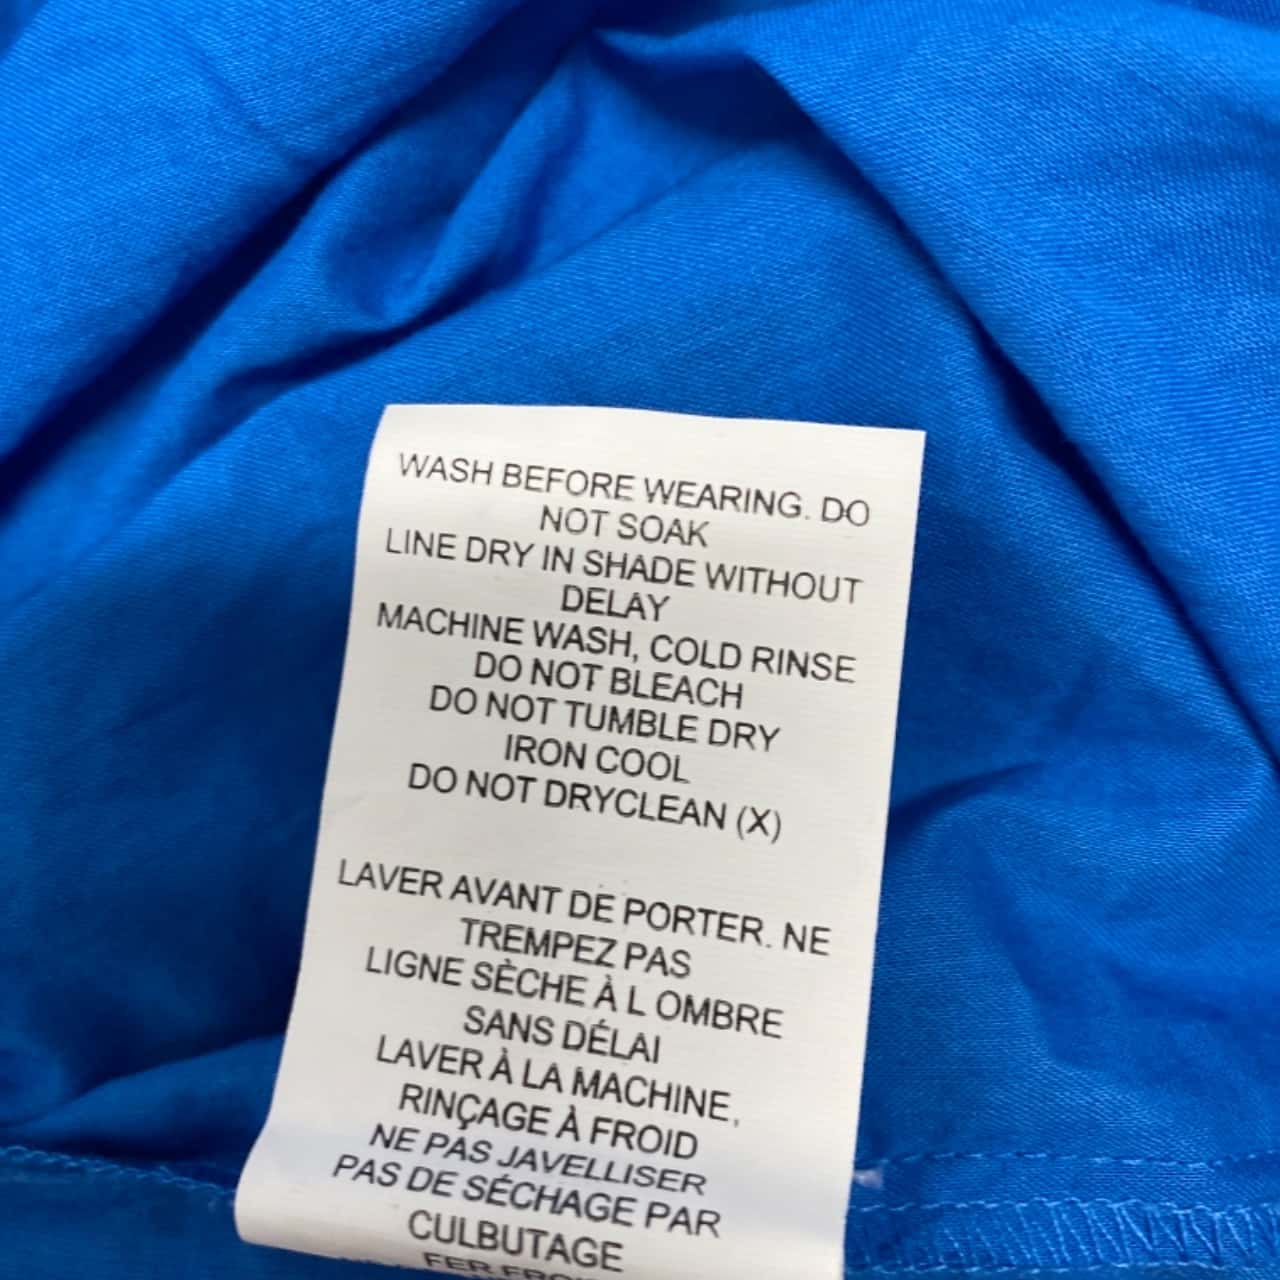 WASH BEFORE WEARING. DO
NOT SOAK
LINE DRY IN SHADE WITHOUT
DELAY
MACHINE WASH, COLD RINSE
DO NOT BLEACH
DO NOT TUMBLE DRY
IRON COOL
DO NOT DRYCLEAN (X)
LAVER AVANT DE PORTER. NE
TREMPEZ PAS
LIGNE SÈCHE À L OMBRE
SANS DÉLAI
LAVER À LA MACHINE,
RINÇAGE À FROID
NE PAS JAVELLISER
PAS DE SÉCHAGE PAR
CULBUTAGE
FER